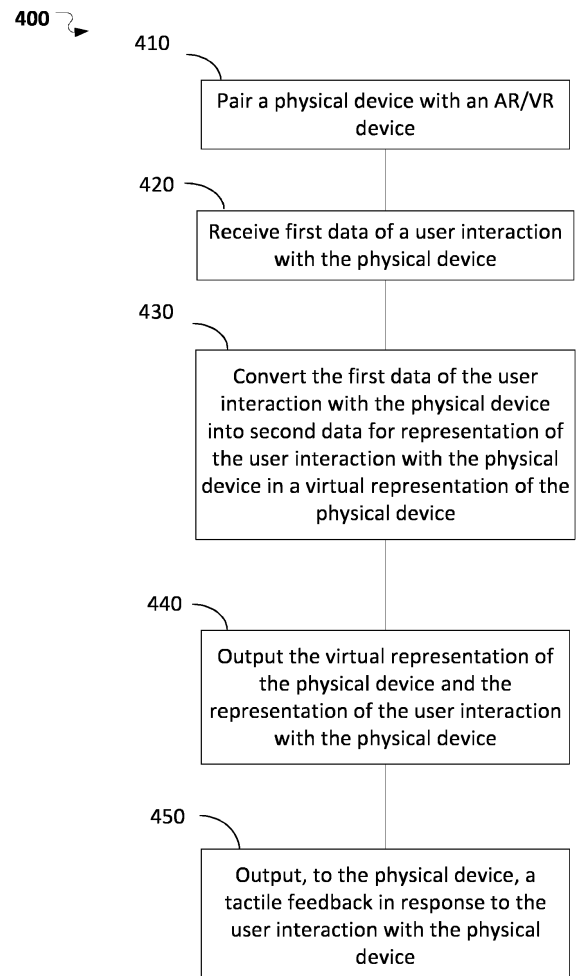 400
410
Pair a physical device with an AR/VR
device
420
Receive first data of a user interaction
with the physical device
430
Convert the first data of the user
interaction with the physical device
into second data for representation of
the user interaction with the physical
device in a virtual representation of the
physical device
440
Output the virtual representation of
the physical device and the
representation of the user interaction
with the physical device
450
Output, to the physical device, a
tactile feedback in response to the
user interaction with the physical
device